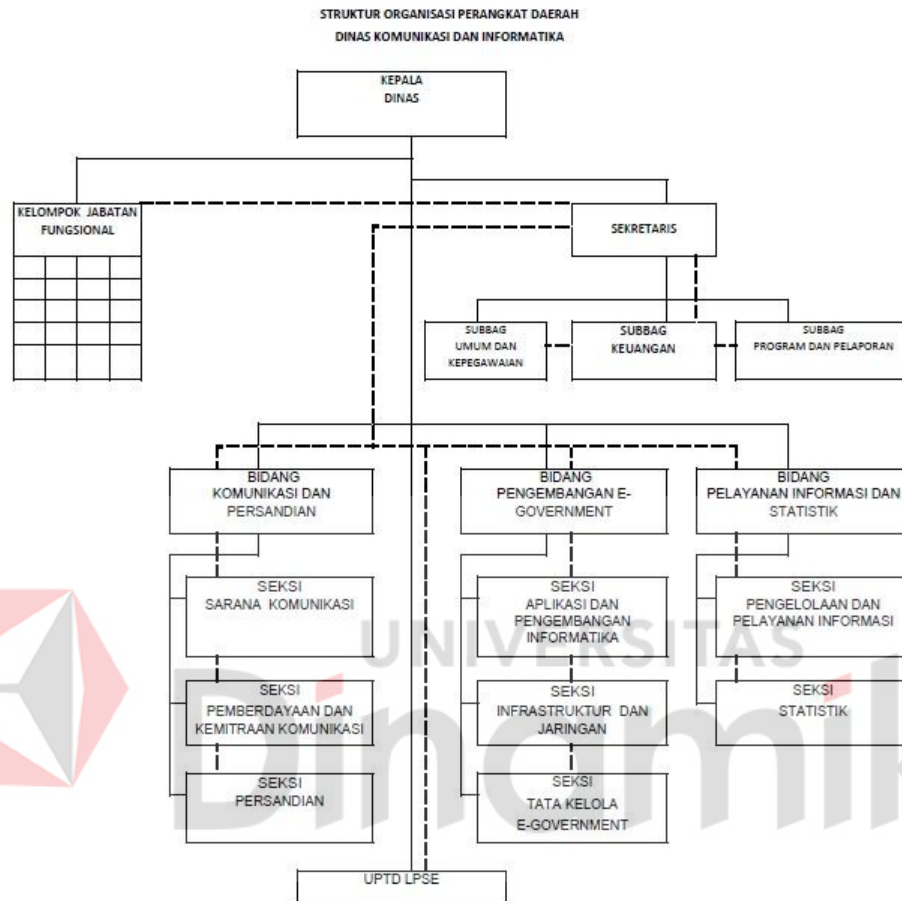 STRUKTUR ORGANISASI PERANGKAT DAERAH
DINAS KOMUNIKASI DAN INFORMATIKA
KEPALA
DINAS
KELOMPOK JABATAN
FUNGSIONAL
SEKRETARIS
SUBBAG
UMUM DAN
KEPEGAWAIAN
SUBBAG
KEUANGAN
SUBBAG
PROGRAM DAN PELAPORAN
BIDANG
KOMUNIKASI DAN
PERSANDIAN
BIDANG
PENGEMBANGAN E-
GOVERNMENT
BIDANG
PELAYANAN INFORMASI DAN
STATISTIK
SEKSI
SARANA KOMUNIKASI
SEKSI
APLIKASI DAN
PENGEMBANGAN
INFORMATIKA
SEKSI
PENGELOLAAN DAN
PELAYANAN INFORMASI
UNIVERSITAS
Dinamik
SEKSI
PEMBERDAYAAN DAN
KEMITRAAN KOMUNIKASI
SEKSI
INFRASTRUKTUR DAN
JARINGAN
SEKSI
STATISTIK
SEKSI
PERSANDIAN
SEKSI
TATA KELOLA
E-GOVERNMENT
UPTD LPSE